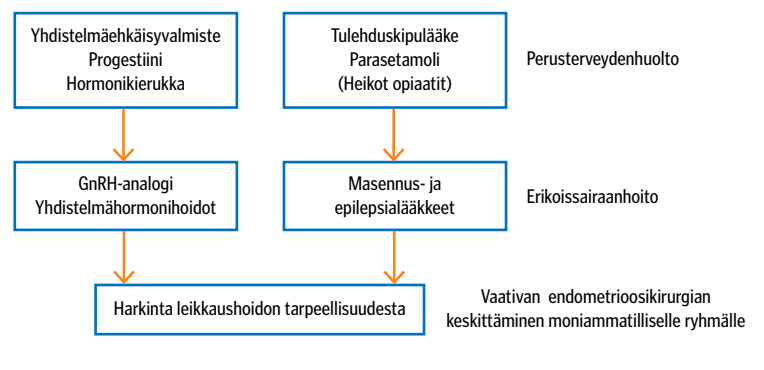 Yhdistelmäehkäisyvalmiste
Progestiini
Hormonikierukka
Tulehduskipulääke
Parasetamoli
(Heikot opiaatit)
Perusterveydenhuolto
GnRH-analogi
Yhdistelmähormonihoidot
Masennus- ja
epilepsialääkkeet
Erikoissairaanhoito
Harkinta leikkaushoidon tarpeellisuudesta
Vaativan endometrioosikirurgian
keskittäminen moniammatilliselle ryhmälle